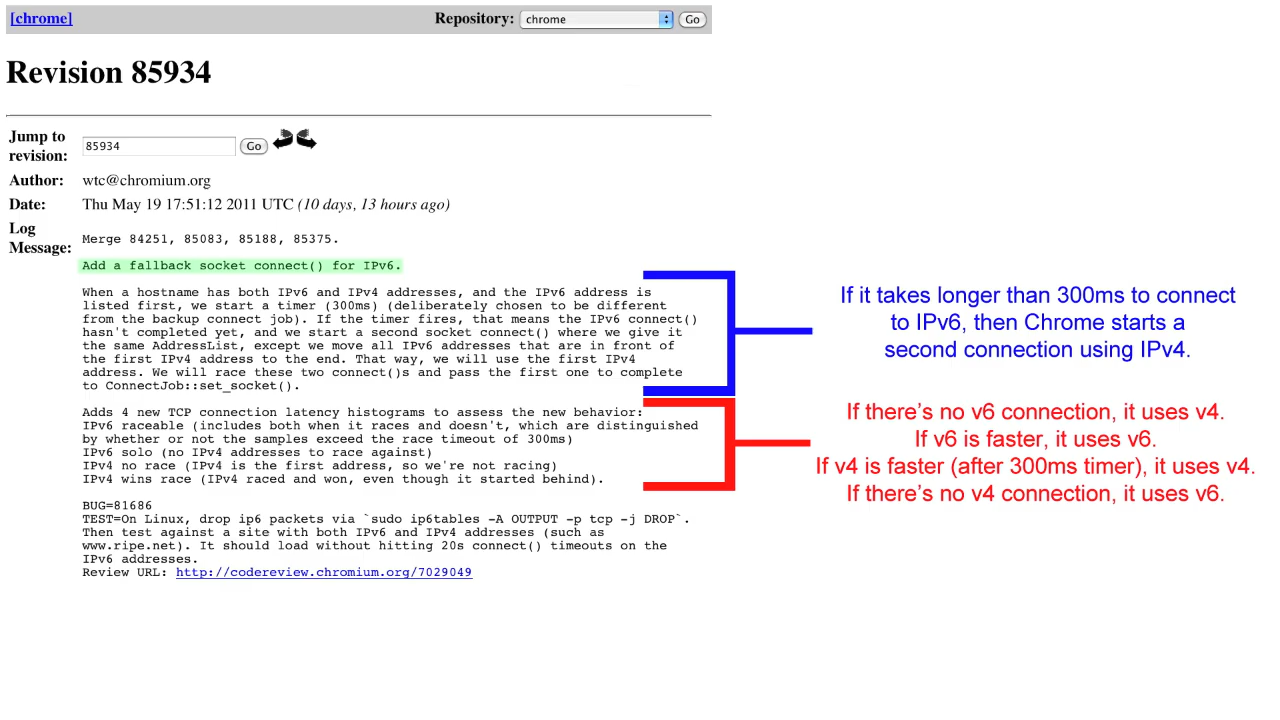 [chrome]
Repository: chrome Go
Revision 85934
Jump to
revision:
85934 Go
Author: wtc@chromium.org
Date: Thu May 19 17:51:12 2011 UTC (10 days, 13 hours ago)
Log
Message:
Merge 84251, 85083, 85188, 85375.
Add a fallback socket connect() for IPv6.
When a hostname has both IPv6 and IPv4 addresses, and the IPv6 address is
listed first, we start a timer (300ms) (deliberately chosen to be different
from the backup connect job). If the timer fires, that means the IPv6 connect()
hasn't completed yet, and we start a second socket connect() where we give it
the same AddressList, except we move all IPv6 addresses that are in front of
the first IPv4 address to the end. That way, we will use the first IPv4
address. We will race these two connect()s and pass the first one to complete
to ConnectJob::set_socket().
Adds 4 new TCP connection latency histograms to assess the new behavior:
IPv6 raceable (includes both when it races and doesn't, which are distinguished
by whether or not the samples exceed the race timeout of 300ms)
IPv6 solo (no IPv4 addresses to race against)
IPv4 no race (IPv4 is the first address, so we're not racing)
IPv4 wins race (IPv4 raced and won, even though it started behind).
BUG=81686
TEST=On Linux, drop ip6 packets via `sudo ip6tables -A OUTPUT -p tcp -j DROP`.
Then test against a site with both IPv6 and IPv4 addresses (such as
www.ripe.net). It should load without hitting 20s connect() timeouts on the
IPv6 addresses.
Review URL: http://codereview.chromium.org/7029049
If it takes longer than 300ms to connect
to IPv6, then Chrome starts a
second connection using IPv4.
If there's no v6 connection, it uses v4.
If v6 is faster, it uses v6.
If v4 is faster (after 300ms timer), it uses v4.
If there's no v4 connection, it uses v6.